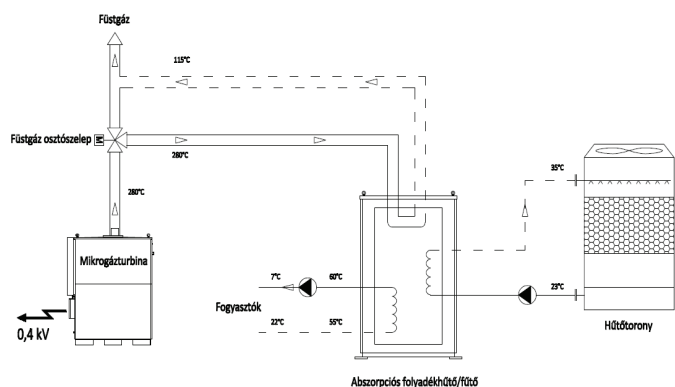 Füstgáz
115°C
Füstgáz osztószelep
M
280°C
280°C
35°C
Mikrogázturbina
7°C
60°C
23°C
Fogyasztók
22°C
55°C
0,4 kV
Hűtőtorony
Abszorpciós folyadékhűtő/fűtő